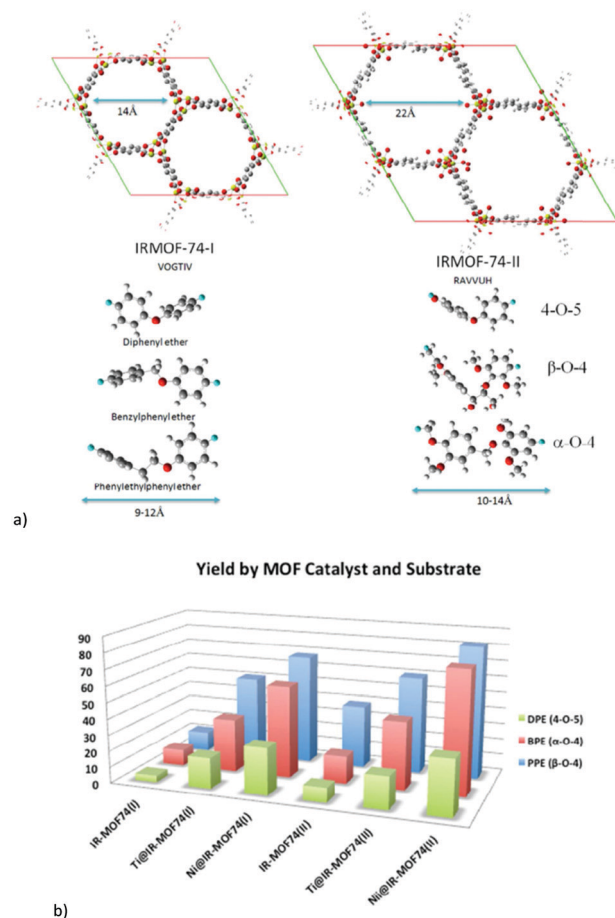 14Å
22Å
IRMOF-74-I
VOGTIV
IRMOF-74-II
RAVVUH
Diphenyl ether
4-O-5
Benzylphenylether
β-O-4
Phenylethylphenylether
α-O-4
9-12Å
10-14Å
a)
Yield by MOF Catalyst and Substrate
90
80
70
60
50
40
30
20
10
0
DPE (4-O-5)
BPE (α-O-4)
PPE (β-O-4)
IR-MOF74(I)
Ti@IR-MOF74(I)
Ni@IR-MOF74(I)
IR-MOF74(II)
Ti@IR-MOF74(II)
Ni@IR-MOF74(II)
b)